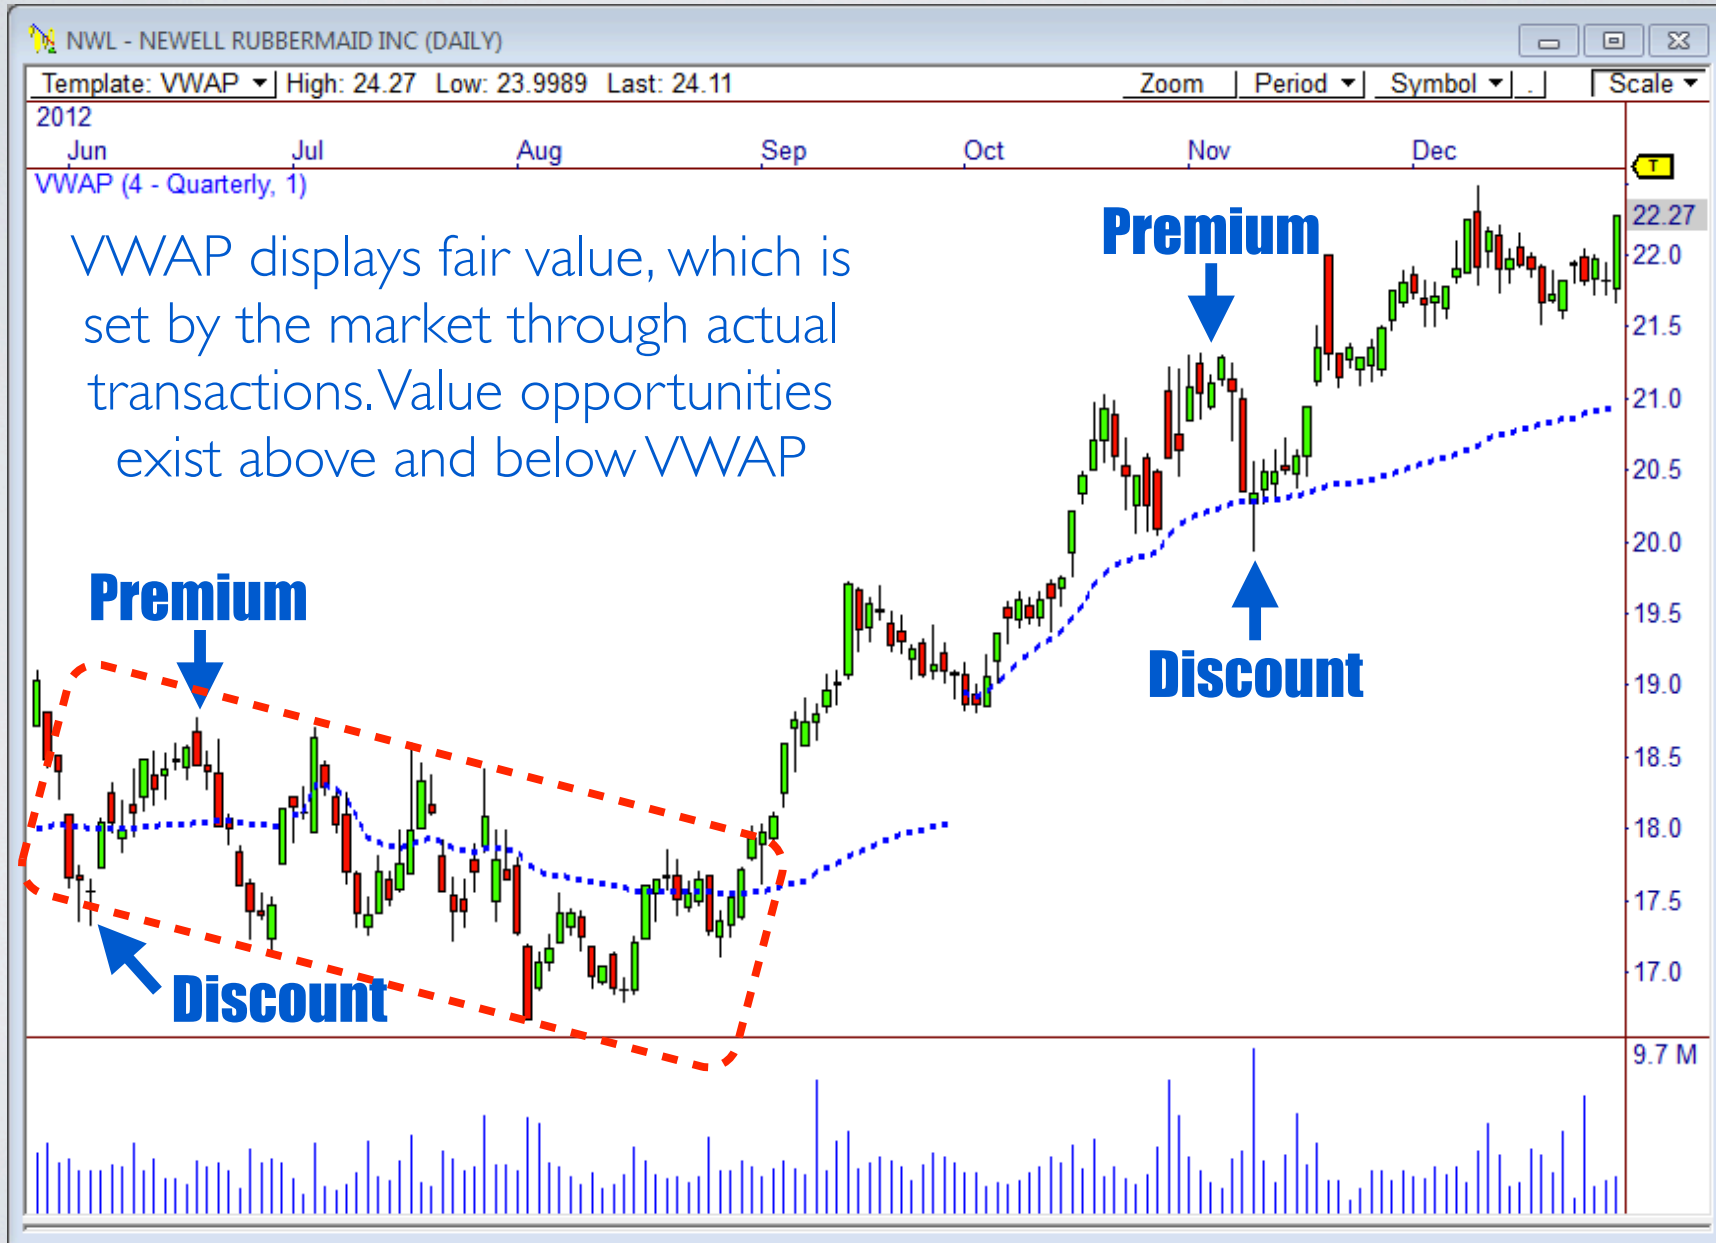 NWL - NEWELL RUBBERMAID INC (DAILY)
Template: VWAP High: 24.27 Low: 23.9989 Last: 24.11 Zoom Period Symbol . Scale
2012
Jun Jul Aug Sep Oct Nov Dec
T
VWAP (4 - Quarterly, 1)
VWAP displays fair value, which is
set by the market through actual
transactions. Value opportunities
exist above and below VWAP
Premium
22.27
22.0
21.5
21.0
20.5
20.0
19.5
19.0
18.5
18.0
17.5
17.0
Premium
Discount
Discount
9.7 M